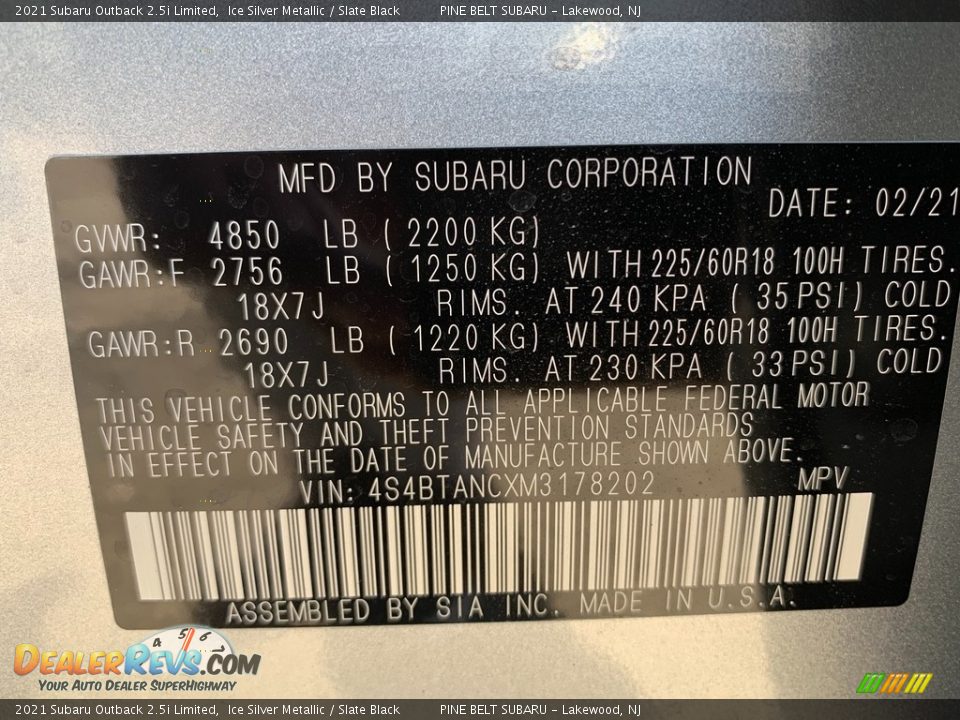 2021 Subaru Outback 2.5i Limited, Ice Silver Metallic / Slate Black PINE BELT SUBARU - Lakewood, NJ
MFD BY SUBARU CORPORATION
DATE: 02/21
GVWR: 4850 LB ( 2200 KG)
GAWR:F 2756 LB ( 1250 KG) WITH 225/60R18 100H TIRES.
18X7J RIMS. AT 240 KPA ( 35 PSI) COLD
GAWR:R 2690 LB ( 1220 KG) WITH 225/60R18 100H TIRES.
18X7J RIMS. AT 230 KPA ( 33 PSI) COLD
THIS VEHICLE CONFORMS TO ALL APPLICABLE FEDERAL MOTOR
VEHICLE SAFETY AND THEFT PREVENTION STANDARDS
IN EFFECT ON THE DATE OF MANUFACTURE SHOWN ABOVE.
VIN: 4S4BTANCXM3178202 MPV
ASSEMBLED BY SIA INC. MADE IN U.S.A.
4 5 6
DEALERREVS.COM
YOUR AUTO DEALER SUPERHIGHWAY
2021 Subaru Outback 2.5i Limited, Ice Silver Metallic / Slate Black PINE BELT SUBARU - Lakewood, NJ